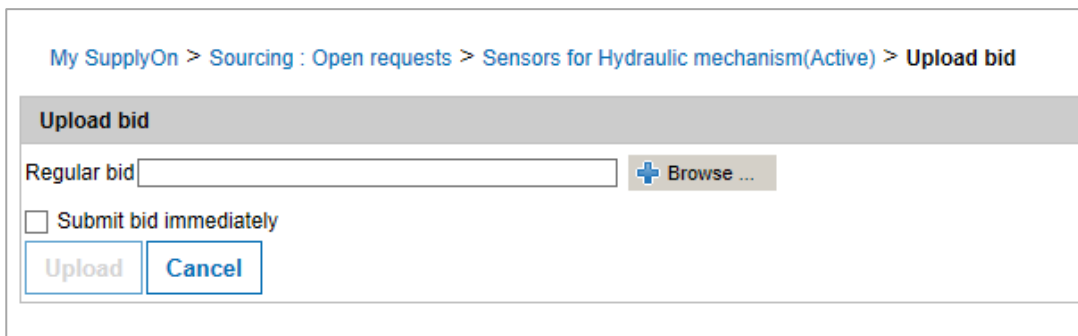 My SupplyOn > Sourcing : Open requests > Sensors for Hydraulic mechanism(Active) > Upload bid
Upload bid
Regular bid Browse ...
Submit bid immediately
Upload Cancel